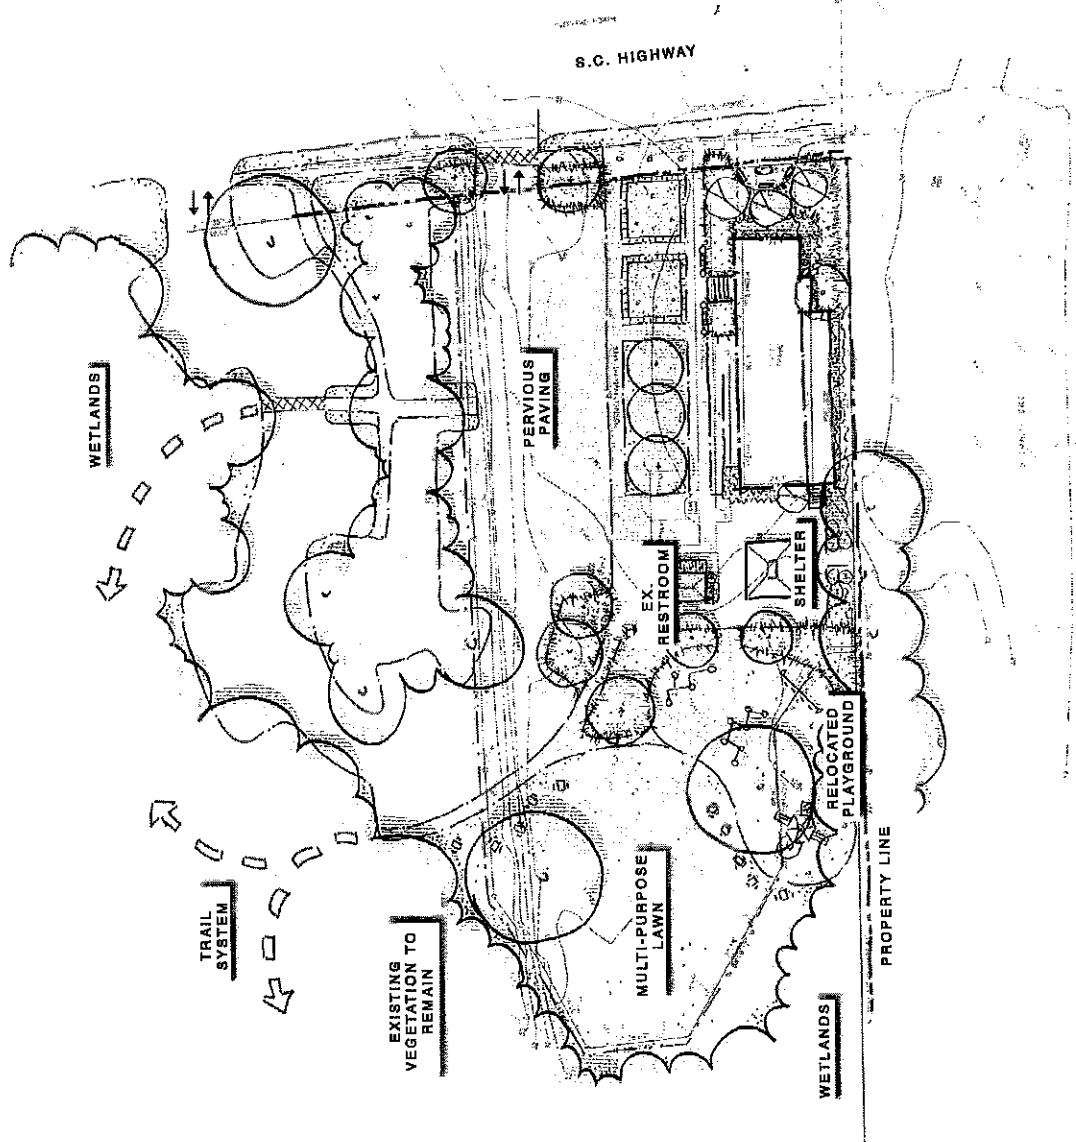 S.C. HIGHWAY
WETLANDS
PERVIOUS
PAVING
EX.
RESTROOM
SHELTER
RELOCATED
PLAYGROUND
TRAIL
SYSTEM
EXISTING
VEGETATION TO
REMAIN
MULTI-PURPOSE
LAWN
PROPERTY LINE
WETLANDS